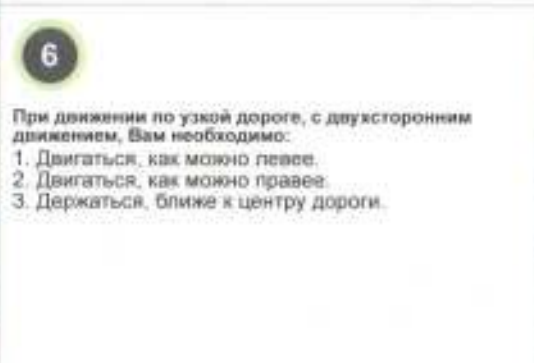 6
При движении по узкой дороге, с двухсторонним
движением, Вам необходимо:
1. Двигаться, как можно левее.
2. Двигаться, как можно правее.
3. Держаться, ближе к центру дороги.